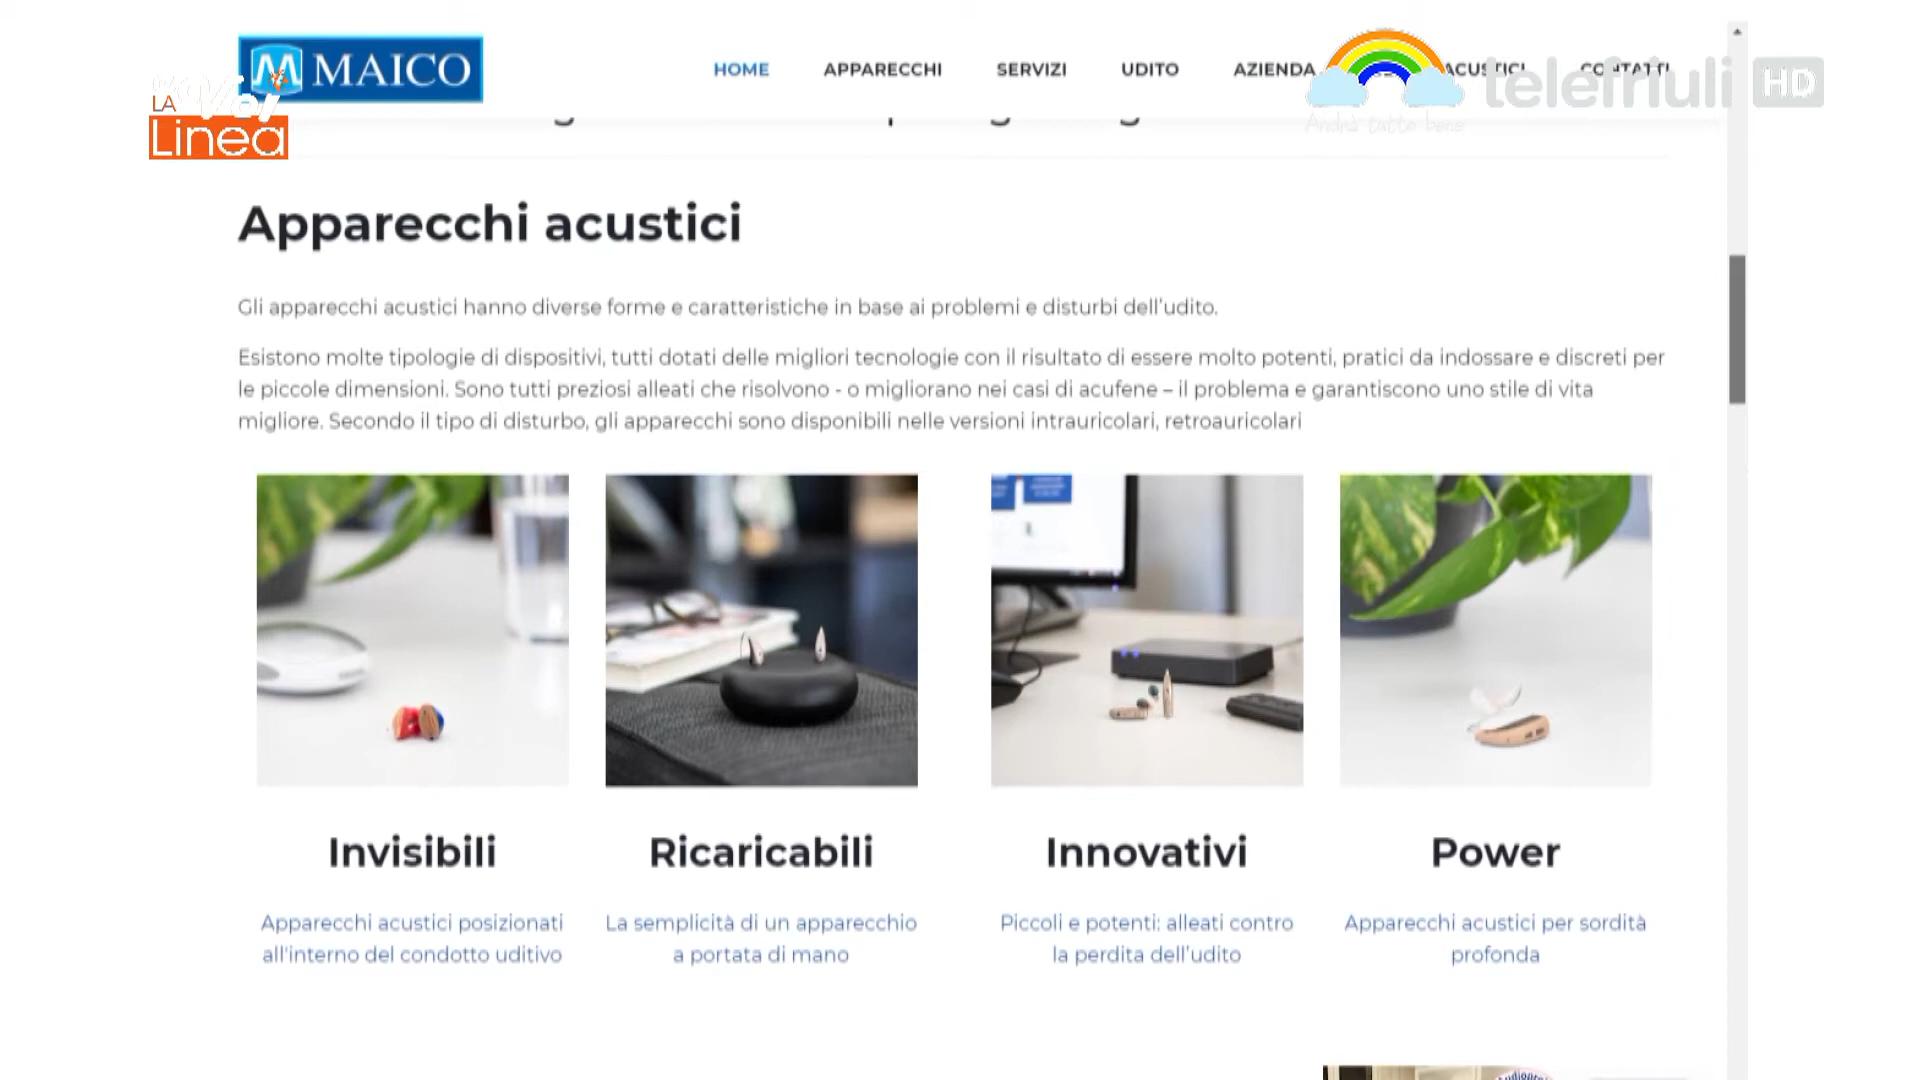 MAICO
HOME APPARECCHI SERVIZI UDITO AZIENDA ACUSTICI CONTATTI
telefriuli HD
Andrà tutto bene
LA
Linea
Apparecchi acustici
Gli apparecchi acustici hanno diverse forme e caratteristiche in base ai problemi e disturbi dell'udito.
Esistono molte tipologie di dispositivi, tutti dotati delle migliori tecnologie con il risultato di essere molto potenti, pratici da indossare e discreti per
le piccole dimensioni. Sono tutti preziosi alleati che risolvono - o migliorano nei casi di acufene – il problema e garantiscono uno stile di vita
migliore. Secondo il tipo di disturbo, gli apparecchi sono disponibili nelle versioni intrauricolari, retroauricolari
Invisibili
Apparecchi acustici posizionati
all'interno del condotto uditivo
Ricaricabili
La semplicità di un apparecchio
a portata di mano
Innovativi
Piccoli e potenti: alleati contro
la perdita dell'udito
Power
Apparecchi acustici per sordità
profonda